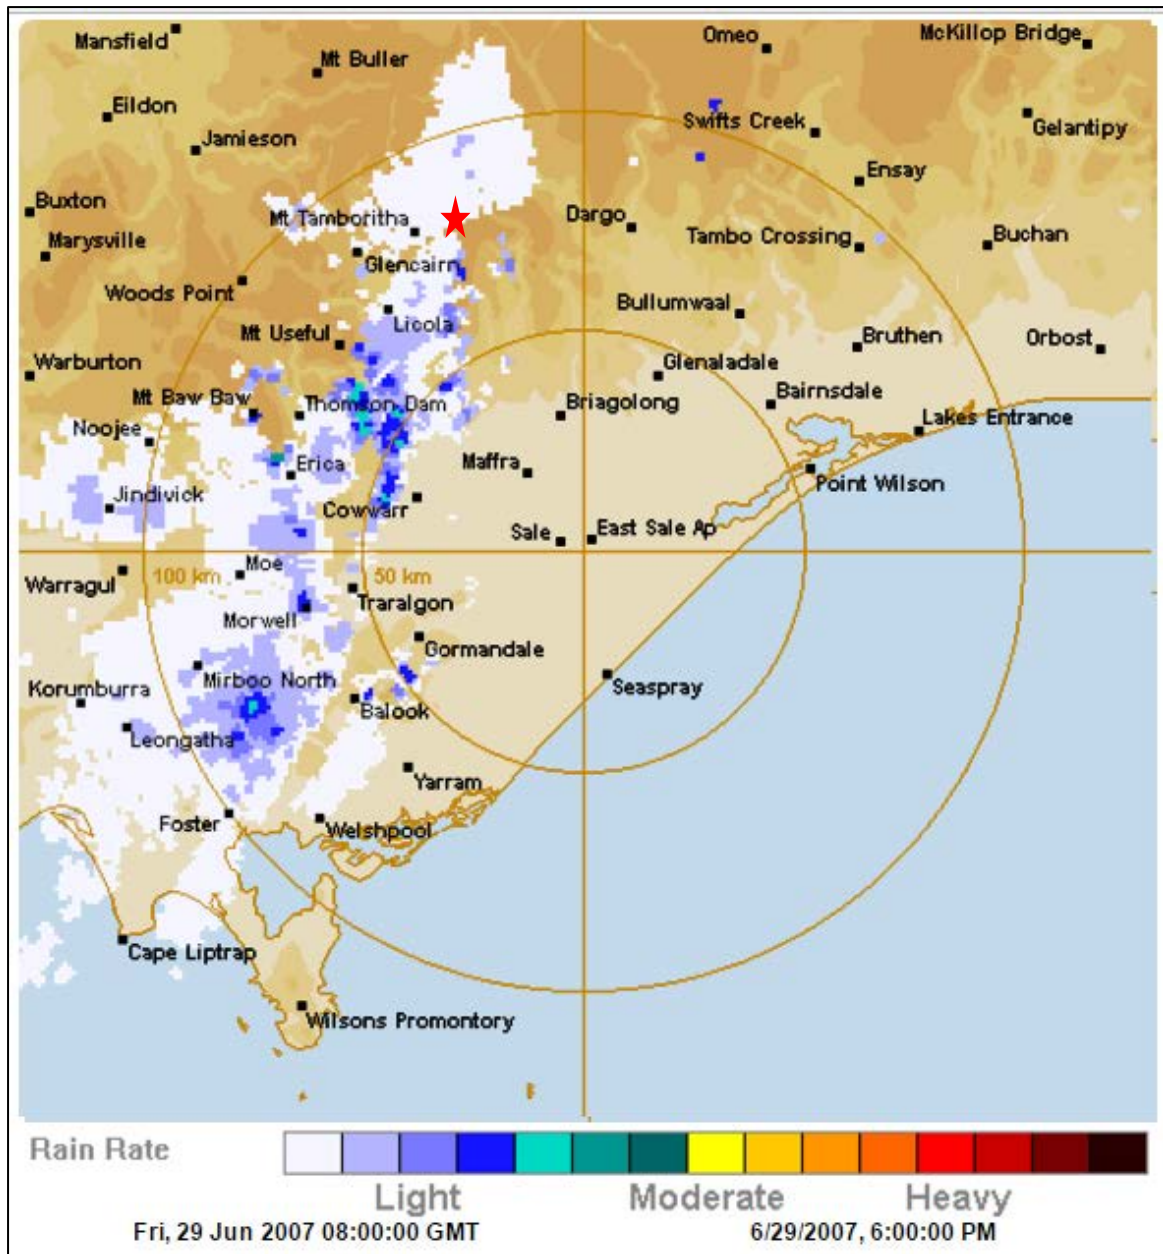 Mansfield
Omeo
McKillop Bridge
Mt Buller
Eildon
Swifts Creek
Gelantipy
Jamieson
Ensay
Buxton
Mt Tamboritha
Dargo
Marysville
Tambo Crossing
Buchan
Glencairn
Woods Point
Bullumwaal
Licola
Mt Useful
Bruthen
Orbost
Warburton
Glenaladale
Mt Baw Baw
Thomson Dam
Briagolong
Bairnsdale
Noojee
Lakes Entrance
Maffra
Erica
Point Wilson
Jindivick
Cowwarr
Sale
East Sale Ap
Moe
Warragul
100 km
50 km
Traralgon
Morwell
Gormandale
Mirboo North
Korumburra
Seaspray
Balook
Leongatha
Yarram
Foster
Welshpool
Cape Liptrap
Wilsons Promontory
Rain Rate
Light Moderate Heavy
Fri, 29 Jun 2007 08:00:00 GMT 6/29/2007, 6:00:00 PM